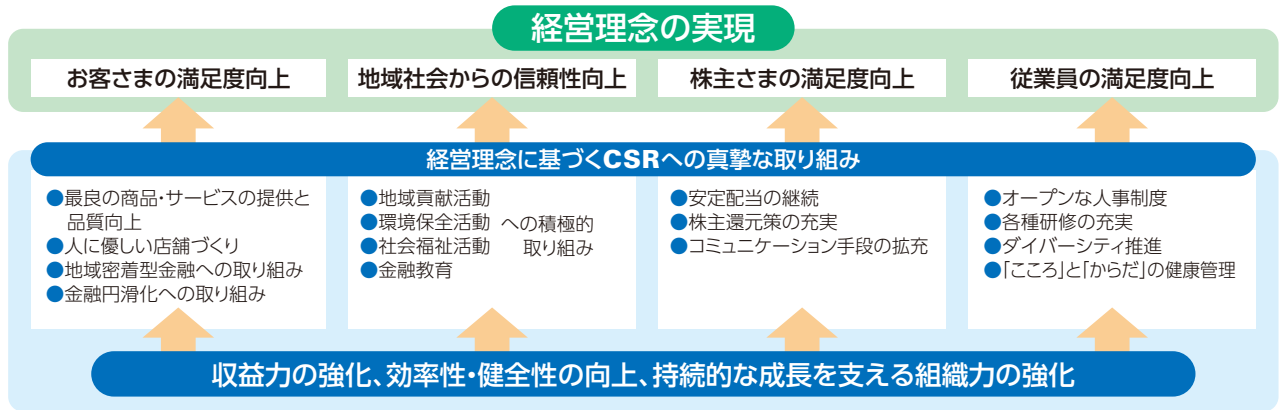 経営理念の実現
お客さまの満足度向上
地域社会からの信頼性向上
株主さまの満足度向上
従業員の満足度向上
経営理念に基づくCSRへの真摯な取り組み
●最良の商品・サービスの提供と
品質向上
●人に優しい店舗づくり
●地域密着型金融への取り組み
●金融円滑化への取り組み
●地域貢献活動
●環境保全活動
●社会福祉活動
●金融教育
への積極的
取り組み
●安定配当の継続
●株主還元策の充実
●コミュニケーション手段の拡充
●オープンな人事制度
●各種研修の充実
●ダイバーシティ推進
●「こころ」と「からだ」の健康管理
収益力の強化、効率性・健全性の向上、持続的な成長を支える組織力の強化